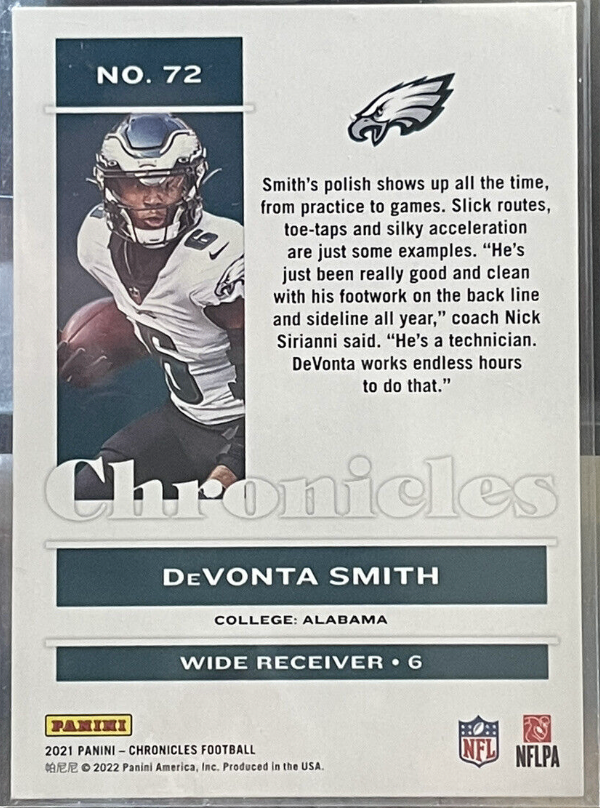 NO. 72
Smith's polish shows up all the time,
from practice to games. Slick routes,
toe-taps and silky acceleration
are just some examples. “He's
just been really good and clean
with his footwork on the back line
and sideline all year,” coach Nick
Sirianni said. “He's a technician.
DeVonta works endless hours
to do that.”
6
6
Chronicles
DEVONTA SMITH
COLLEGE: ALABAMA
WIDE RECEIVER • 6
PANINI
2021 PANINI – CHRONICLES FOOTBALL
帕尼尼 © 2022 Panini America, Inc. Produced in the USA.
NFL
NFLPA